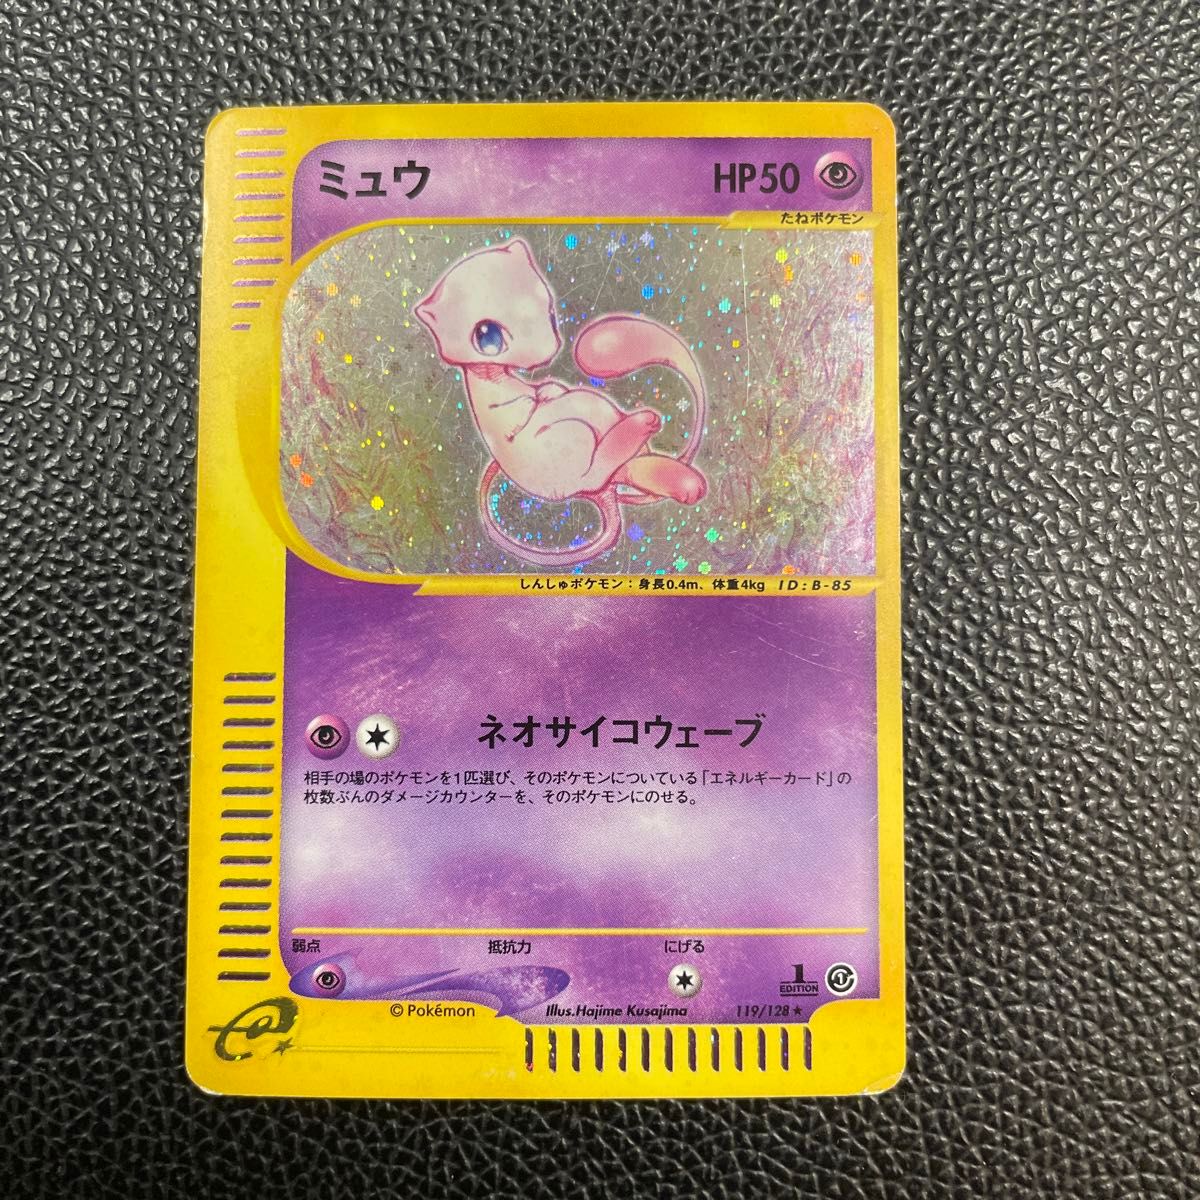 ミュウ HP50
たねポケモン
しんしゅポケモン：身長0.4m、体重4kg ID:B-85
ネオサイコウェーブ
相手の場のポケモンを1匹選び、そのポケモンについている「エネルギーカード」の
枚数ぶんのダメージカウンターを、そのポケモンにのせる。
弱点 抵抗力 にげる
1
EDITION
© Pokémon Illus.Hajime Kusajima 119/128★
e